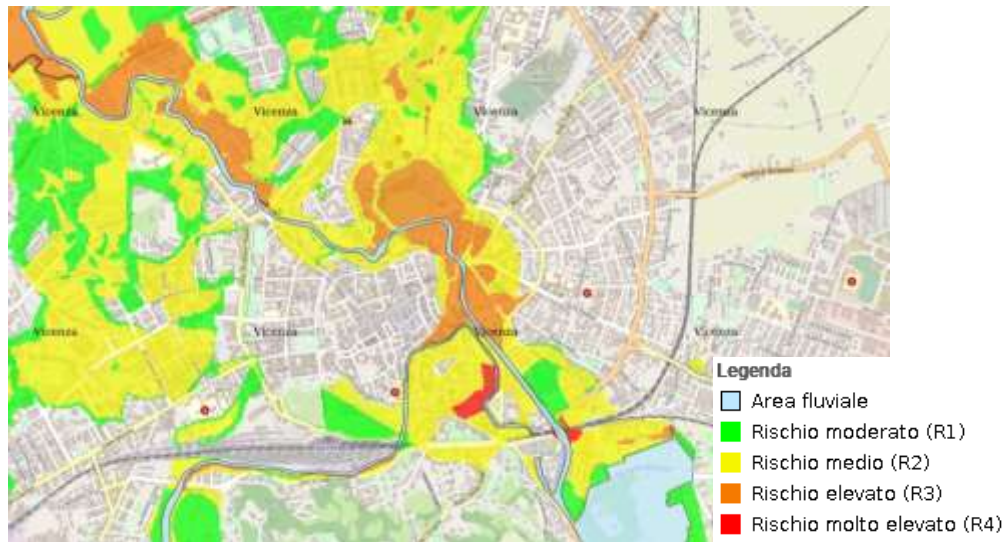 Vicenza Vicenza Vicenza Vicenza
Vicenza Vicenza Vicenza Vicenza
Legenda
Area fluviale
Rischio moderato (R1)
Rischio medio (R2)
Rischio elevato (R3)
Rischio molto elevato (R4)